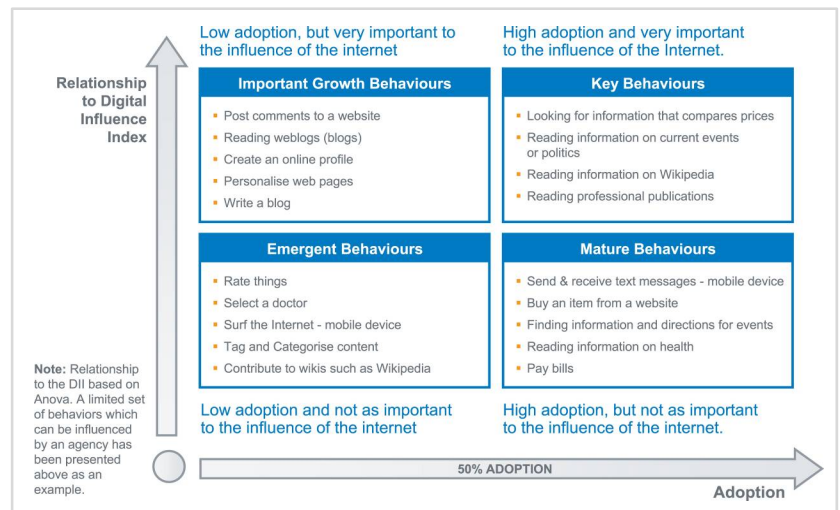 Low adoption, but very important to
the influence of the internet
High adoption and very important
to the influence of the Internet.
Relationship
to Digital
Influence
Index
Important Growth Behaviours
Post comments to a website
Reading weblogs (blogs)
Create an online profile
Personalise web pages
Write a blog
Key Behaviours
Looking for information that compares prices
Reading information on current events
or politics
Reading information on Wikipedia
Reading professional publications
Emergent Behaviours
Rate things
Select a doctor
Surf the Internet - mobile device
Tag and Categorise content
Contribute to wikis such as Wikipedia
Mature Behaviours
Send & receive text messages - mobile device
Buy an item from a website
Finding information and directions for events
Reading information on health
Pay bills
Note: Relationship
to the DII based on
Anova. A limited set
of behaviors which
can be influenced
by an agency has
been presented
above as an
example.
Low adoption and not as important
to the influence of the internet
High adoption, but not as important
to the influence of the internet.
50% ADOPTION
Adoption